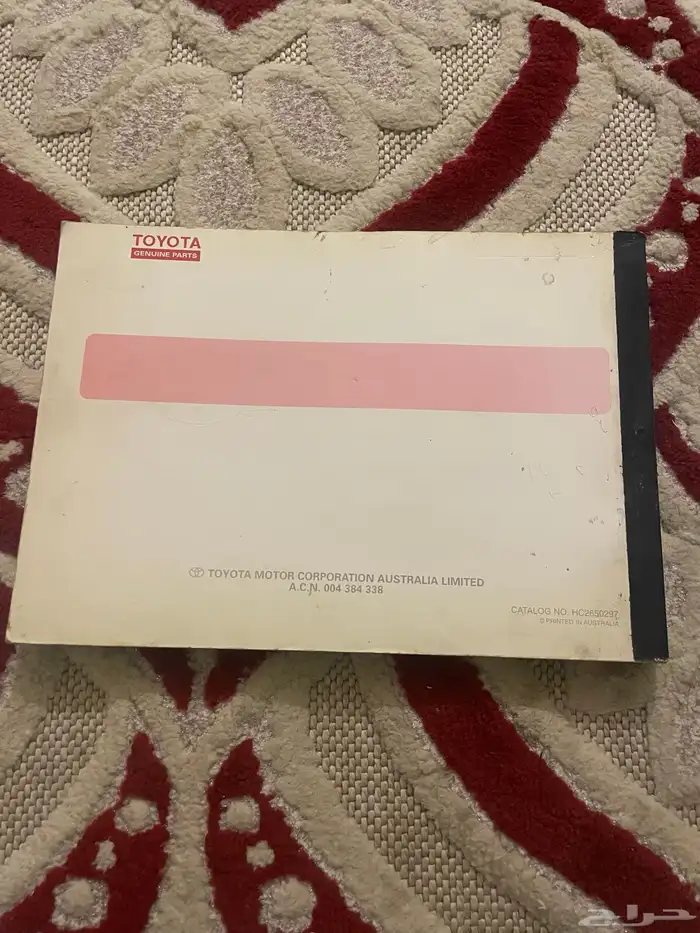 TOYOTA
GENUINE PARTS
TOYOTA MOTOR CORPORATION AUSTRALIA LIMITED
A.C.N. 004 384 338
CATALOG NO. HC2650297
PRINTED IN AUSTRALIA
حراج